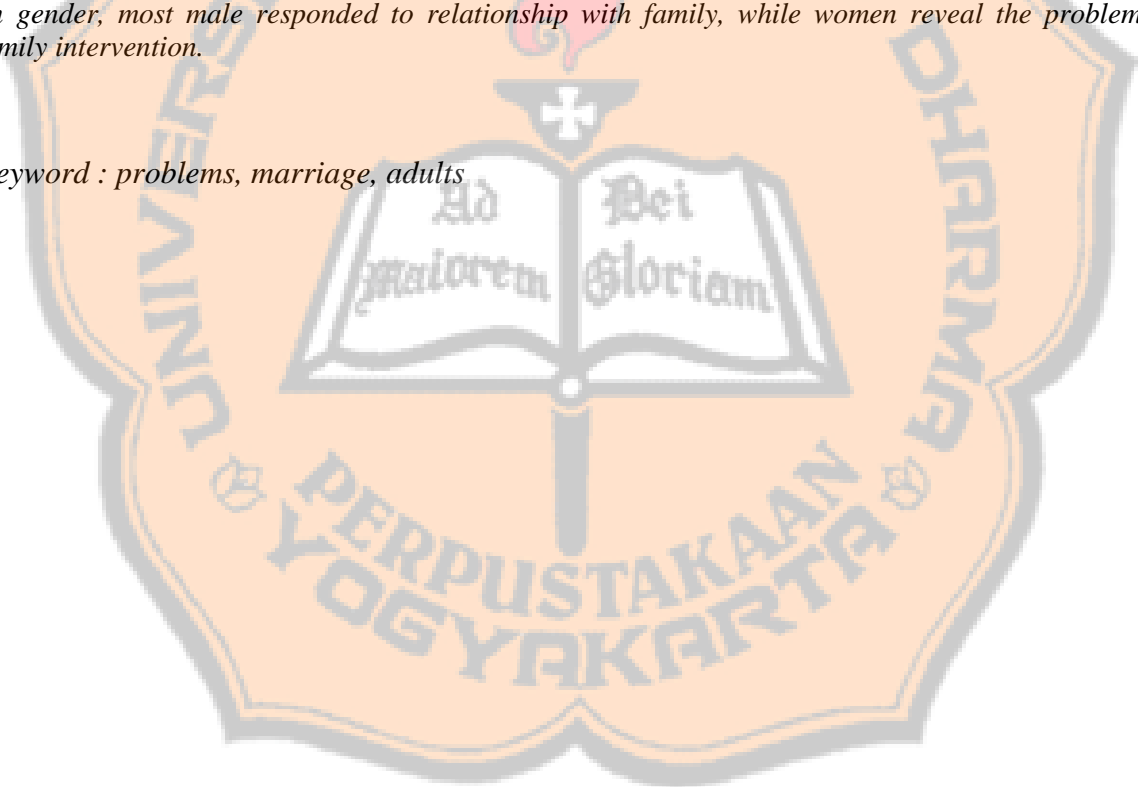 gender, most male responded to relationship with family, while women reveal the problem
mily intervention.
eyword : problems, marriage, adults
Ad Dei
maiorem Gloriam
DHARMA
PERPUSTAKAAN
YOGYAKARTA